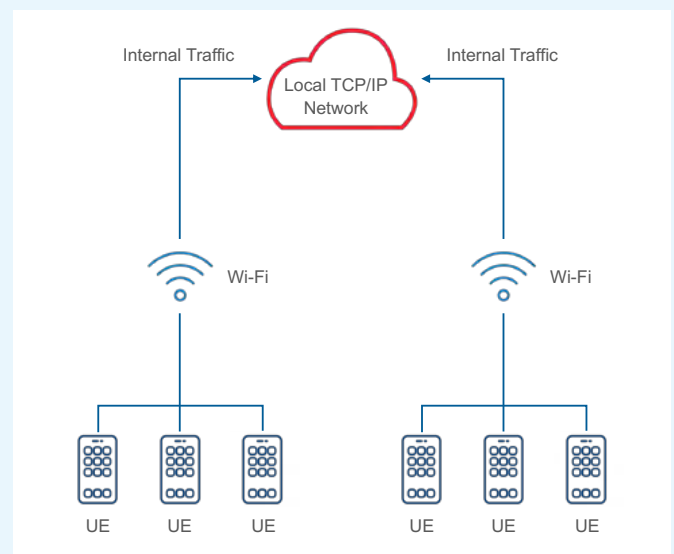 Internal Traffic
Internal Traffic
Local TCP/IP
Network
Wi-Fi
Wi-Fi
UE
UE
UE
UE
UE
UE